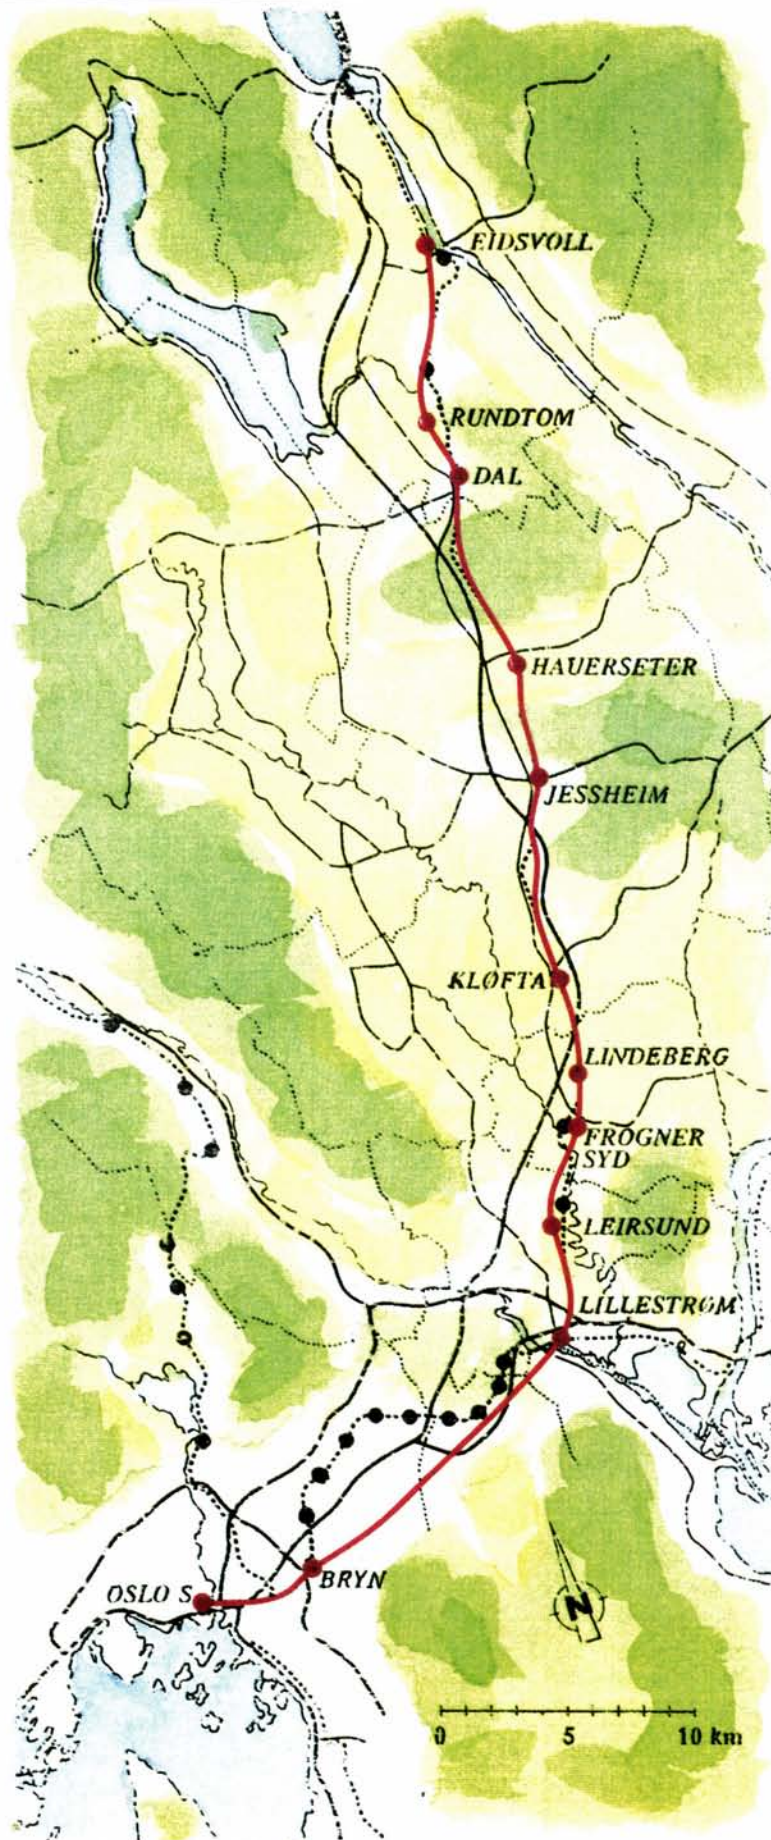 EIDSVOLL
RUNDTOM
DAL
HAUERSETER
JESSHEIM
KLØFTA
LINDEBERG
FROGNER
SYD
LEIRSUND
LILLESTRØM
BRYN
OSLO S
N
0 5 10 km